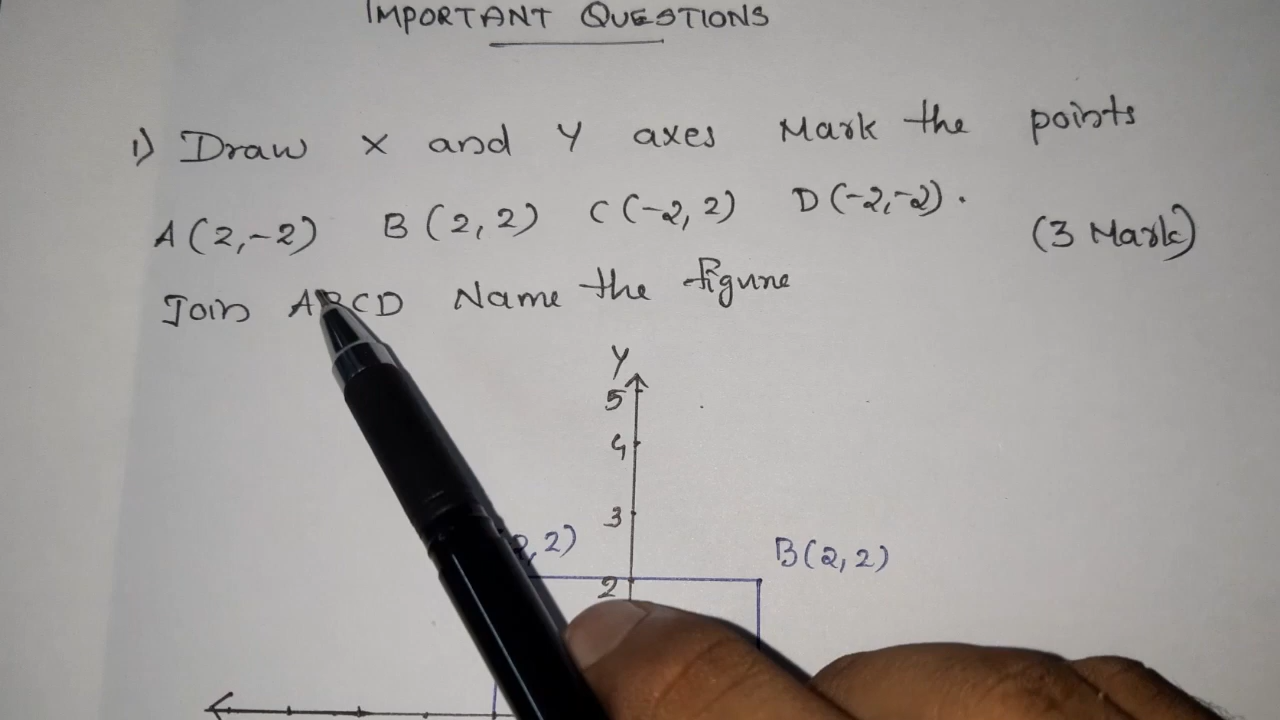 IMPORTANT QUESTIONS
1) Draw X and Y axes Mark the points
A(2,-2) B(2,2) C(-2,2) D(-2,-2).
(3 Mark)
Join ABCD Name the figure
Y
5
4
3
2,2) B(2,2)
2